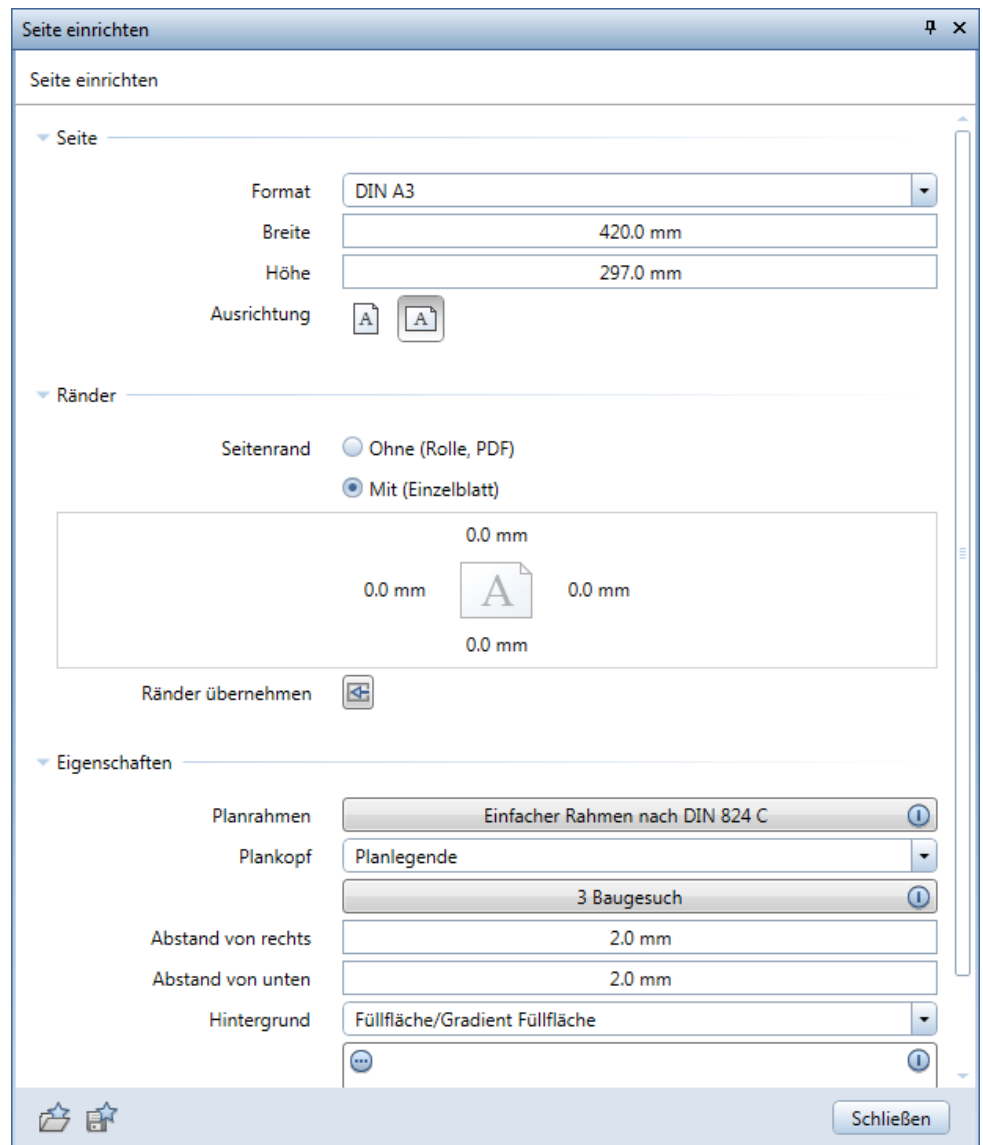 Seite einrichten
Seite einrichten
Seite
Format DIN A3
Breite 420.0 mm
Höhe 297.0 mm
Ausrichtung A A
Ränder
Seitenrand Ohne (Rolle, PDF)
Mit (Einzelblatt)
0.0 mm
0.0 mm A 0.0 mm
0.0 mm
Ränder übernehmen
Eigenschaften
Planrahmen Einfacher Rahmen nach DIN 824 C
Plankopf Planlegende
3 Baugesuch
Abstand von rechts 2.0 mm
Abstand von unten 2.0 mm
Hintergrund Füllfläche/Gradient Füllfläche
Schließen